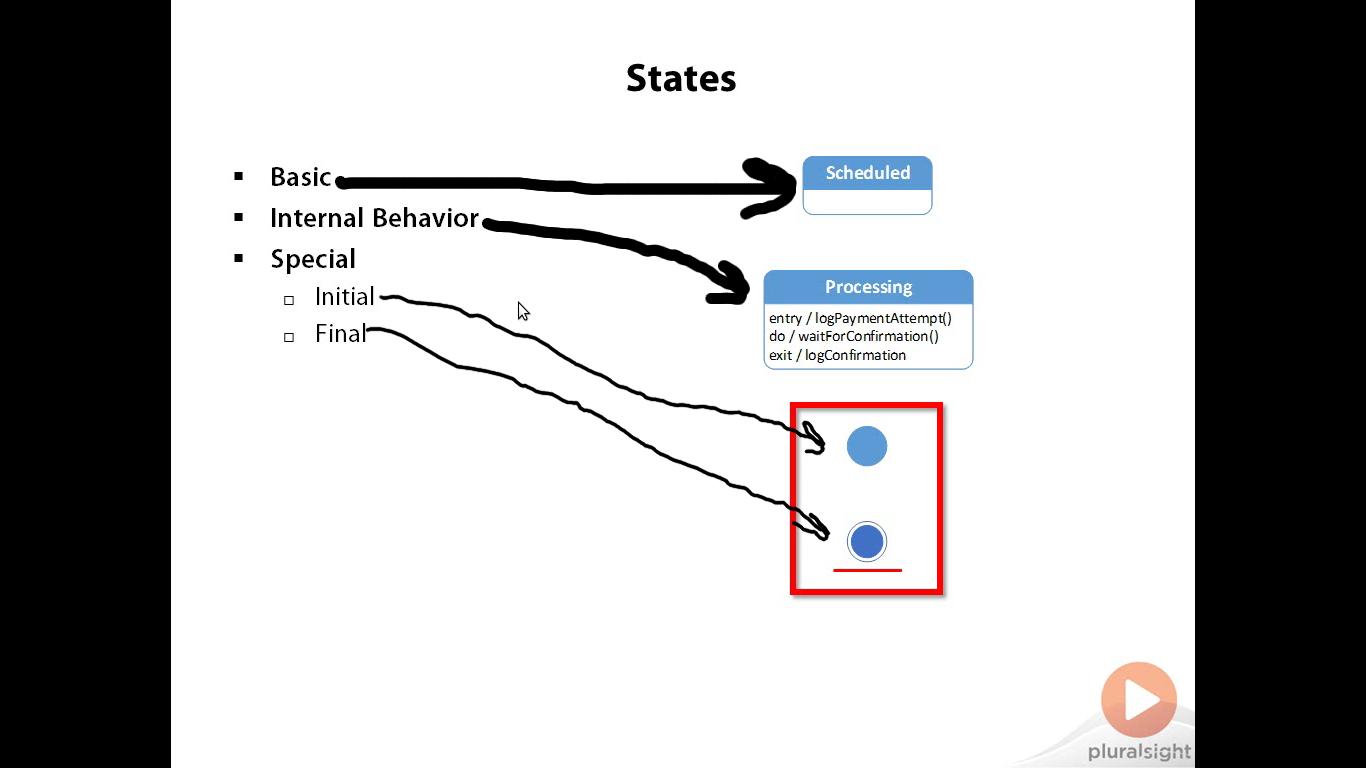 States
Basic
Internal Behavior
Special
Initial
Final
Scheduled
Processing
entry / logPaymentAttempt()
do / waitForConfirmation()
exit / logConfirmation
pluralsight